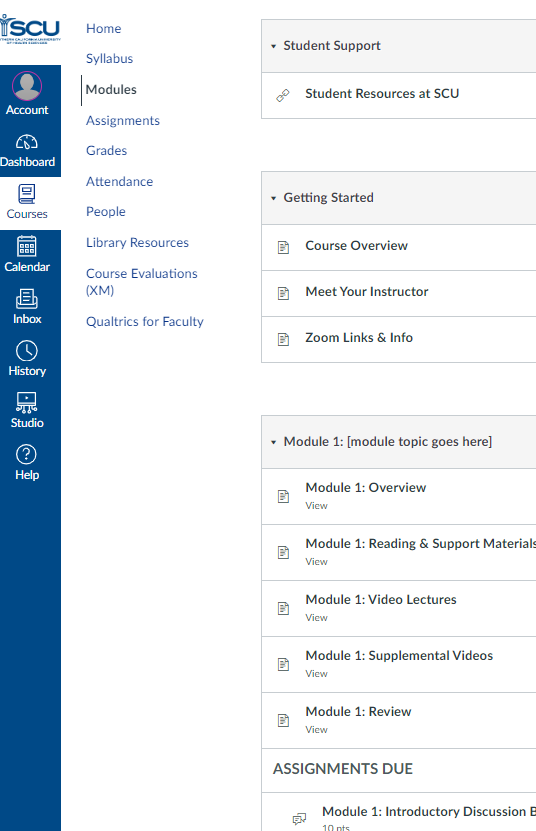 SCU
Account
Dashboard
Courses
Calendar
Inbox
History
Studio
Help
Home
Syllabus
Modules
Assignments
Grades
Attendance
People
Library Resources
Course Evaluations
(XM)
Qualtrics for Faculty
Student Support
Student Resources at SCU
Getting Started
Course Overview
Meet Your Instructor
Zoom Links & Info
Module 1: [module topic goes here]
Module 1: Overview
View
Module 1: Reading & Support Materials
View
Module 1: Video Lectures
View
Module 1: Supplemental Videos
View
Module 1: Review
View
ASSIGNMENTS DUE
Module 1: Introductory Discussion B
10 pts